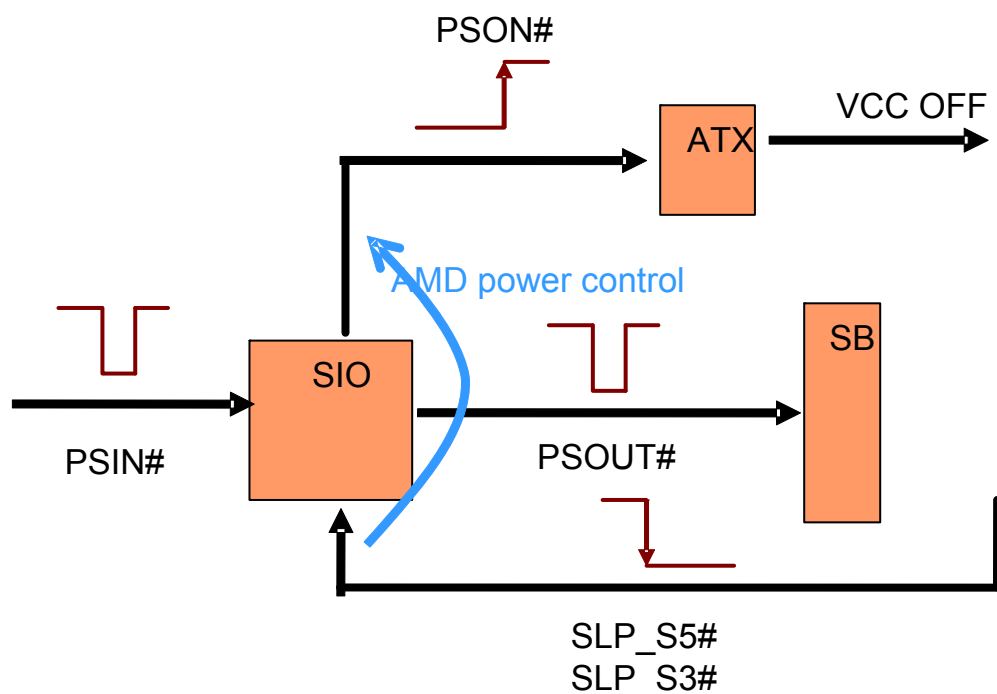 PSON#
VCC OFF
ATX
AMD power control
SB
SIO
PSIN#
PSOUT#
SLP_S5#
SLP_S3#